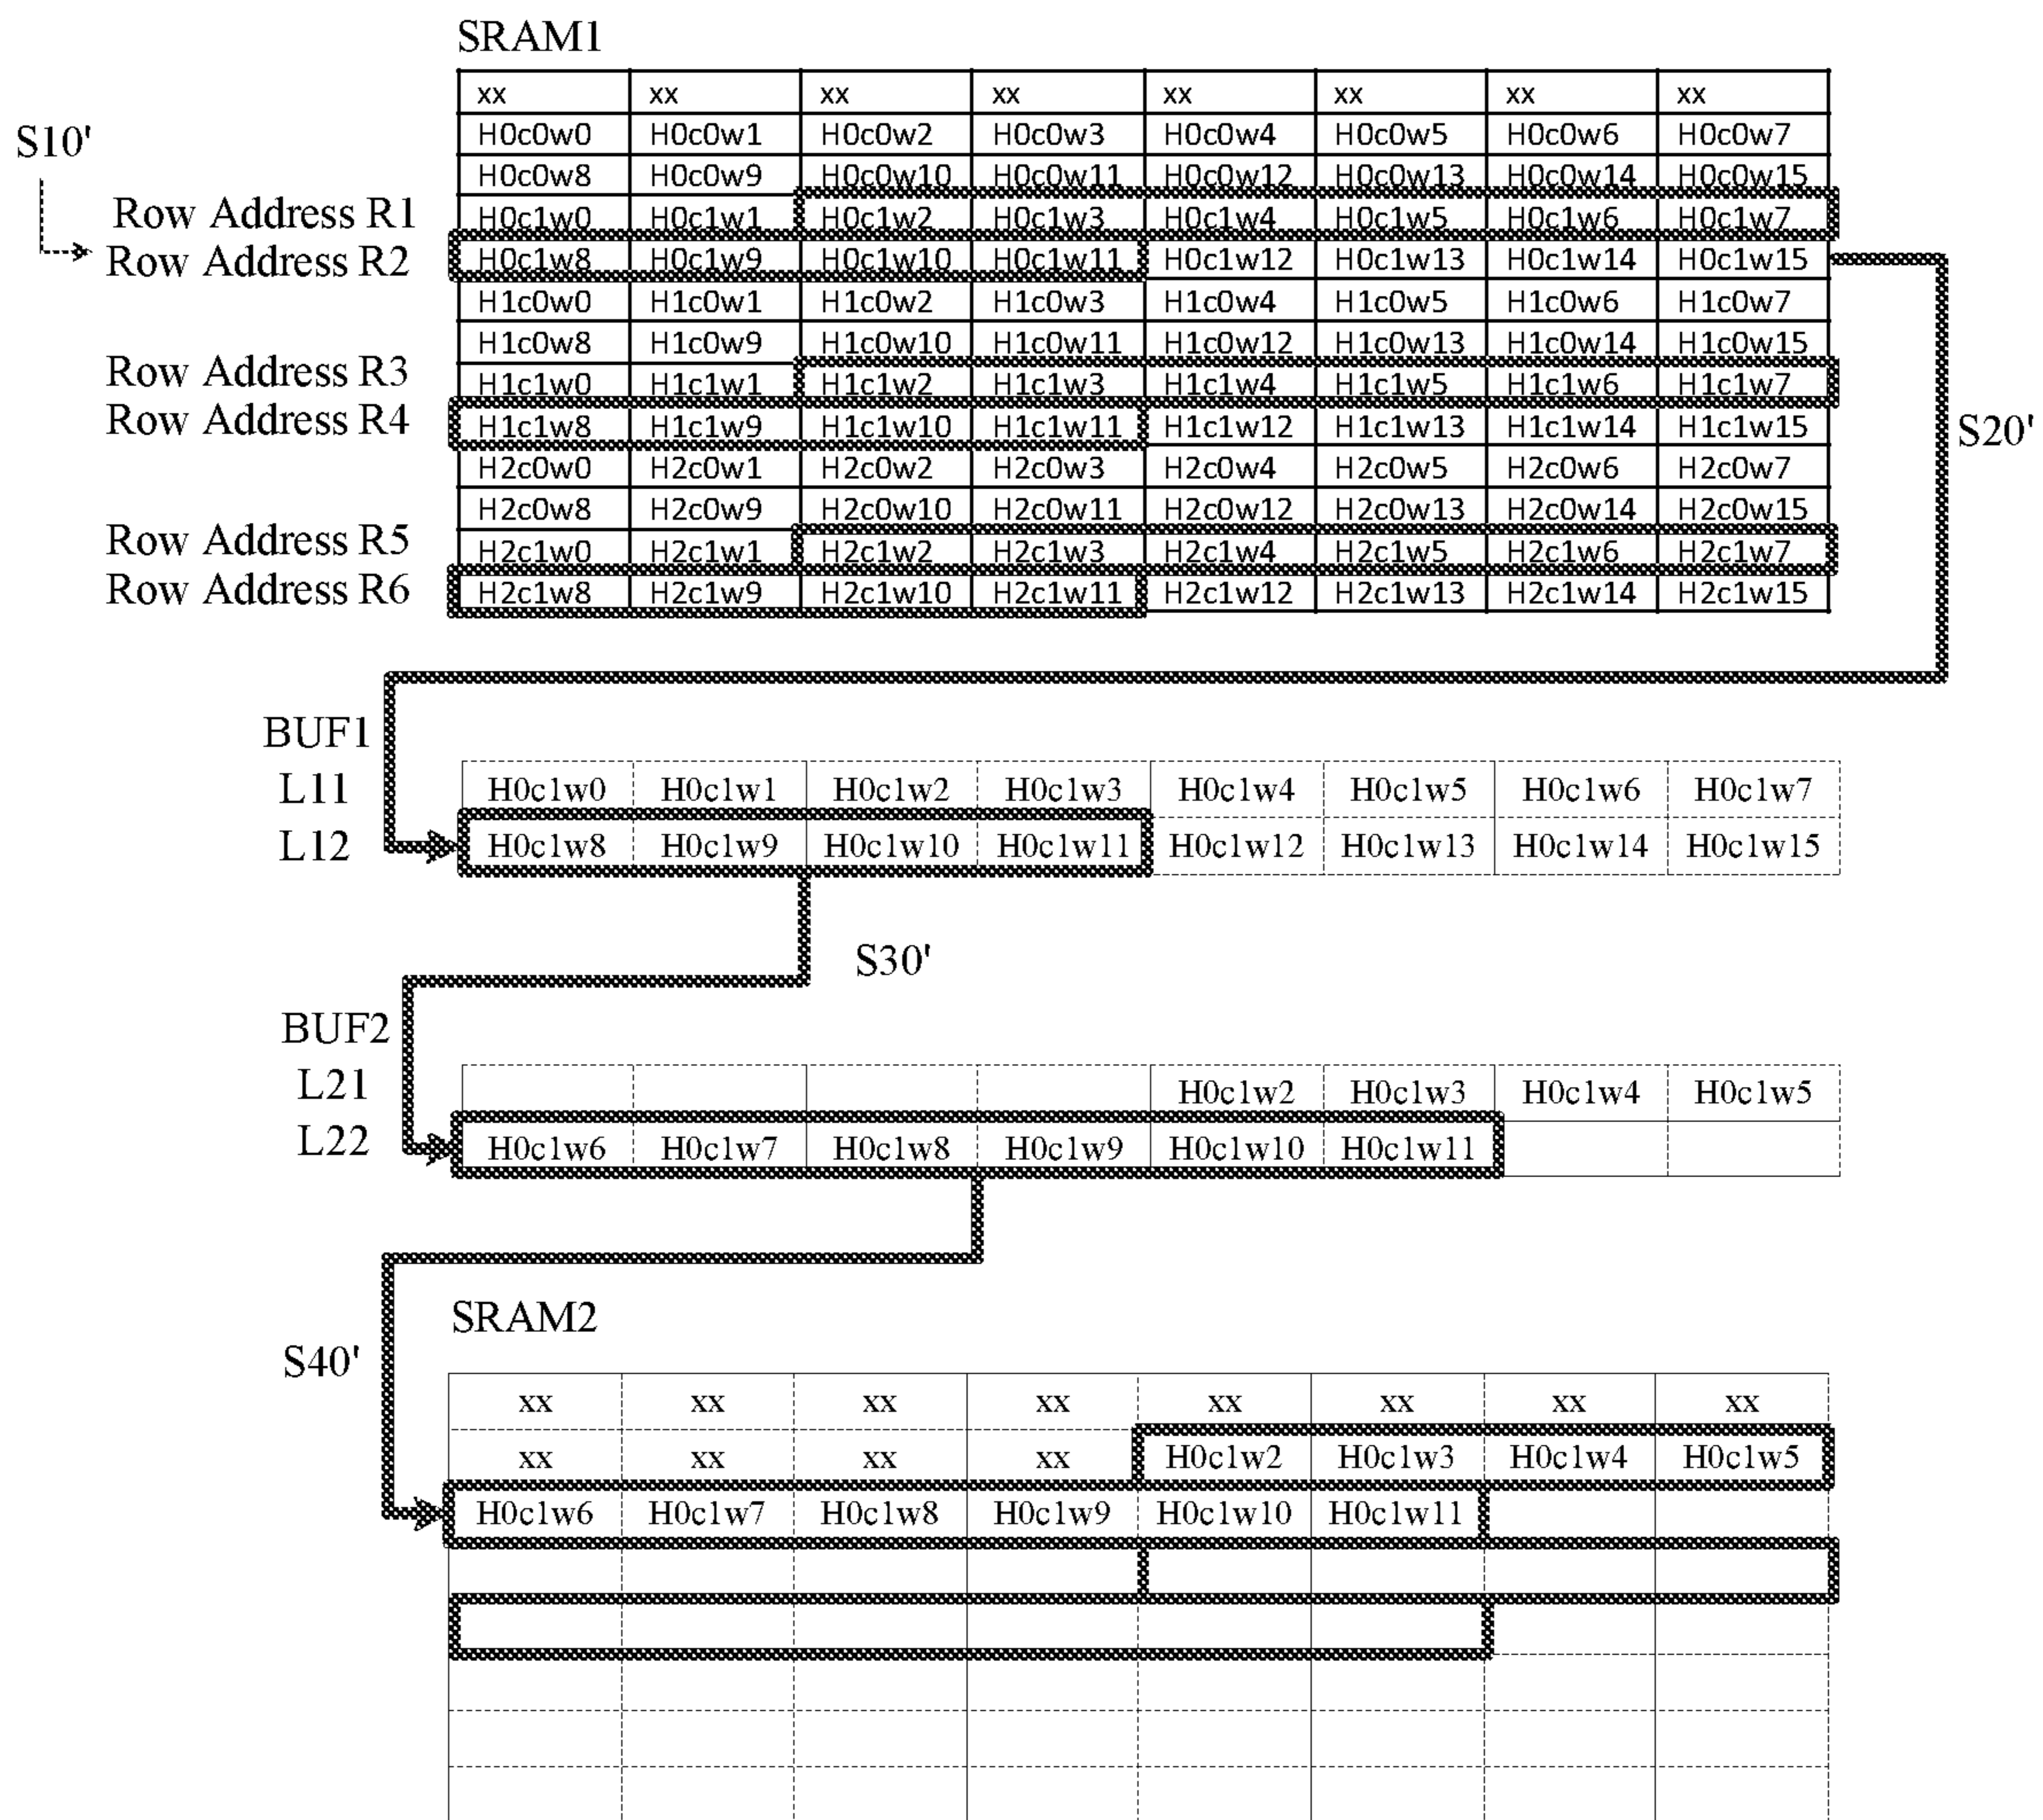 SRAM1
xx xx xx xx xx xx xx xx
S10' H0c0w0 H0c0w1 H0c0w2 H0c0w3 H0c0w4 H0c0w5 H0c0w6 H0c0w7
H0c0w8 H0c0w9 H0c0w10 H0c0w11 H0c0w12 H0c0w13 H0c0w14 H0c0w15
Row Address R1 H0c1w0 H0c1w1 H0c1w2 H0c1w3 H0c1w4 H0c1w5 H0c1w6 H0c1w7
Row Address R2 H0c1w8 H0c1w9 H0c1w10 H0c1w11 H0c1w12 H0c1w13 H0c1w14 H0c1w15
H1c0w0 H1c0w1 H1c0w2 H1c0w3 H1c0w4 H1c0w5 H1c0w6 H1c0w7
H1c0w8 H1c0w9 H1c0w10 H1c0w11 H1c0w12 H1c0w13 H1c0w14 H1c0w15
Row Address R3 H1c1w0 H1c1w1 H1c1w2 H1c1w3 H1c1w4 H1c1w5 H1c1w6 H1c1w7
Row Address R4 H1c1w8 H1c1w9 H1c1w10 H1c1w11 H1c1w12 H1c1w13 H1c1w14 H1c1w15 S20'
H2c0w0 H2c0w1 H2c0w2 H2c0w3 H2c0w4 H2c0w5 H2c0w6 H2c0w7
H2c0w8 H2c0w9 H2c0w10 H2c0w11 H2c0w12 H2c0w13 H2c0w14 H2c0w15
Row Address R5 H2c1w0 H2c1w1 H2c1w2 H2c1w3 H2c1w4 H2c1w5 H2c1w6 H2c1w7
Row Address R6 H2c1w8 H2c1w9 H2c1w10 H2c1w11 H2c1w12 H2c1w13 H2c1w14 H2c1w15
BUF1
L11 H0c1w0 H0c1w1 H0c1w2 H0c1w3 H0c1w4 H0c1w5 H0c1w6 H0c1w7
L12 H0c1w8 H0c1w9 H0c1w10 H0c1w11 H0c1w12 H0c1w13 H0c1w14 H0c1w15
S30'
BUF2
L21 H0c1w2 H0c1w3 H0c1w4 H0c1w5
L22 H0c1w6 H0c1w7 H0c1w8 H0c1w9 H0c1w10 H0c1w11
SRAM2
S40'
xx xx xx xx xx xx xx xx
xx xx xx xx H0c1w2 H0c1w3 H0c1w4 H0c1w5
H0c1w6 H0c1w7 H0c1w8 H0c1w9 H0c1w10 H0c1w11